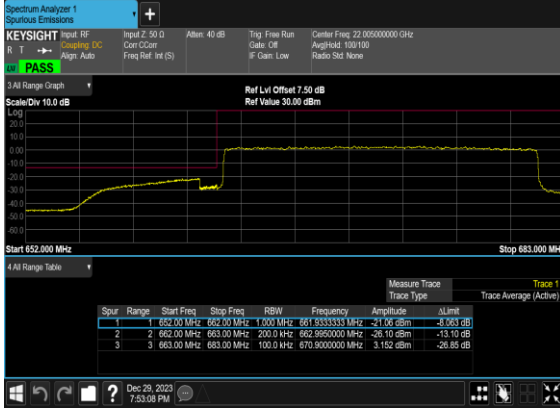 Spectrum Analyzer 1
Spurious Emissions
+
KEYSIGHT Input: RF Input Z: 50 Ω Atten: 40 dB Trig: Free Run Center Freq: 22.005000000 GHz
R T Coupling: DC Corr CCorr Gate: Off Avg|Hold: 100/100
Align: Auto Freq Ref: Int (S) IF Gain: Low Radio Std: None
PASS
3 All Range Graph
Ref Lvl Offset 7.50 dB
Scale/Div 10.0 dB Ref Value 30.00 dBm
Log
20.0
10.0
0.00
-10.0
-20.0
-30.0
-40.0
-50.0
-60.0
Start 652.000 MHz Stop 683.000 MHz
4 All Range Table
Measure Trace Trace 1
Trace Type Trace Average (Active)
Spur Range Start Freq Stop Freq RBW Frequency Amplitude ΔLimit
1 1 652.00 MHz 662.00 MHz 1.000 MHz 661.9333333 MHz -21.06 dBm -8.063 dB
2 2 662.00 MHz 663.00 MHz 200.0 kHz 662.9950000 MHz -26.10 dBm -13.10 dB
3 3 663.00 MHz 683.00 MHz 100.0 kHz 670.9000000 MHz 3.152 dBm -26.85 dB
?
Dec 29, 2023
7:53:08 PM